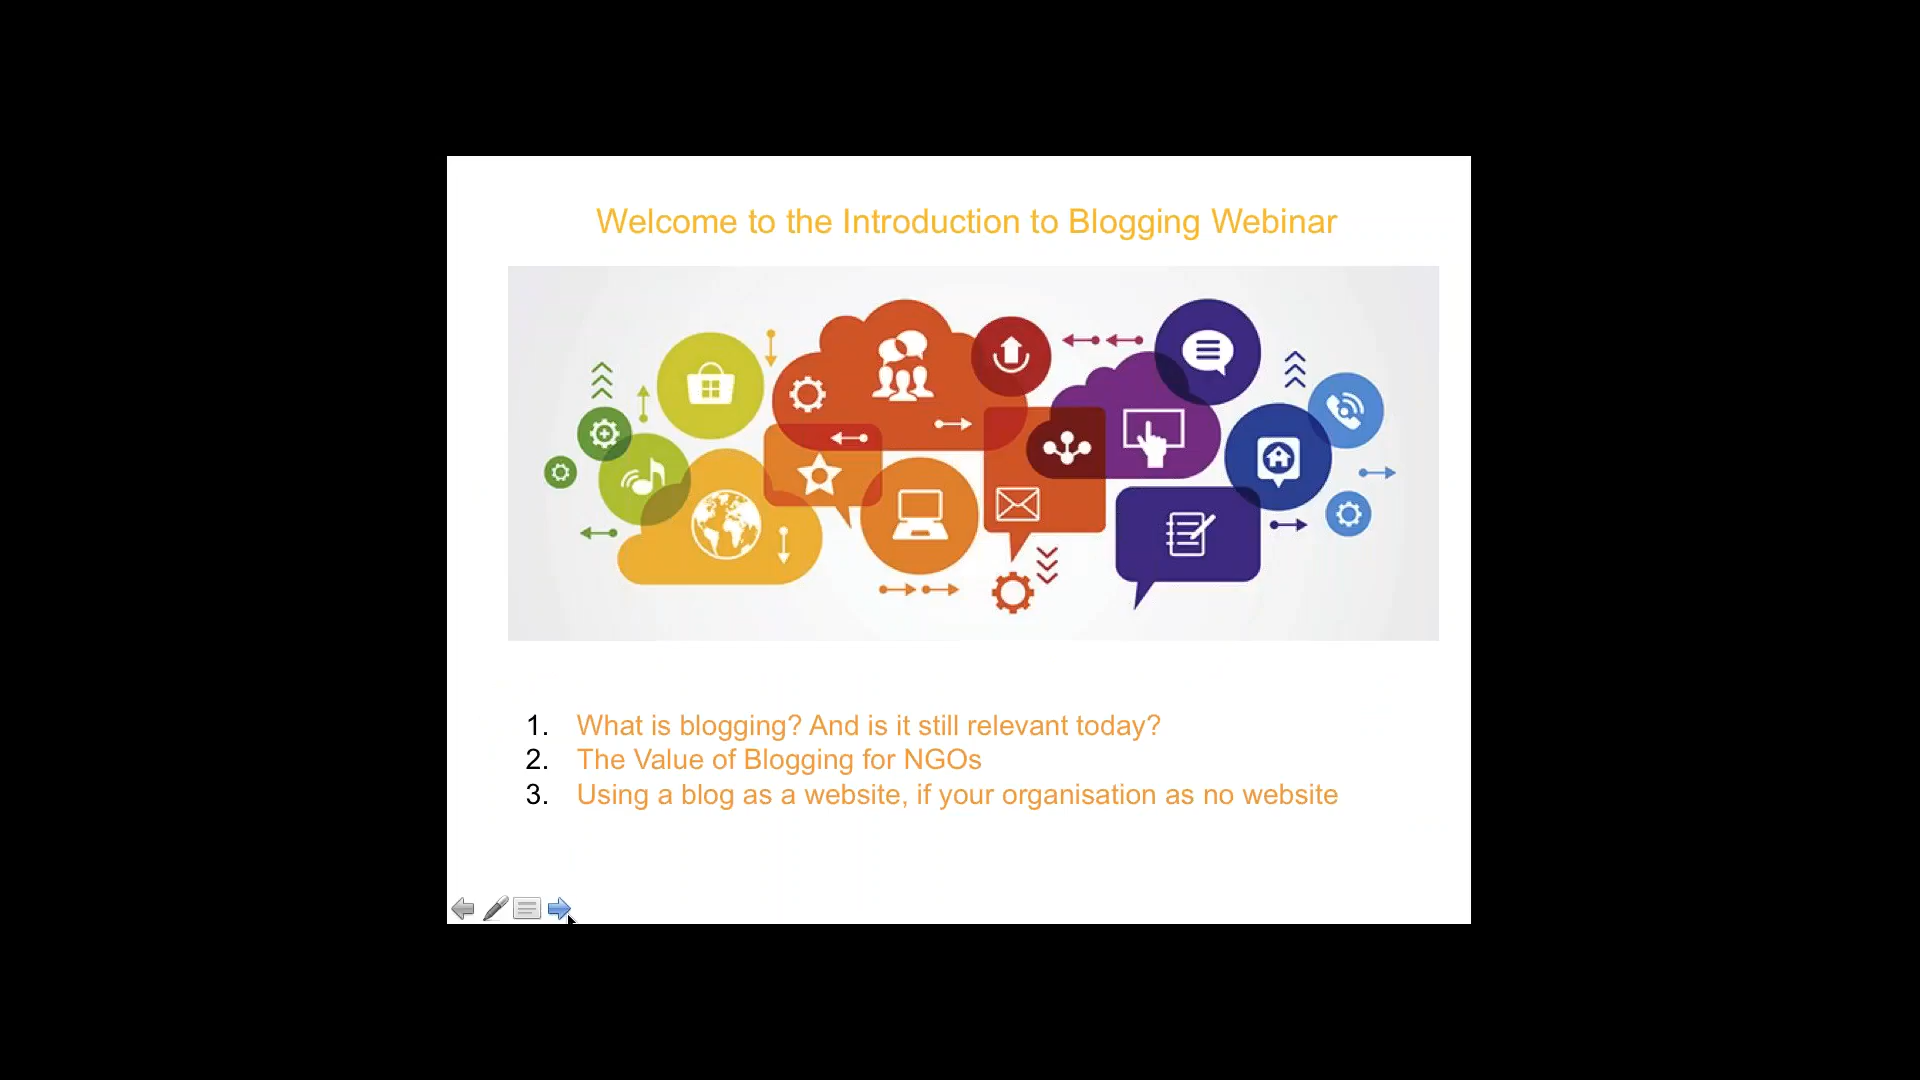 Welcome to the Introduction to Blogging Webinar
1. What is blogging? And is it still relevant today?
2. The Value of Blogging for NGOs
3. Using a blog as a website, if your organisation as no website